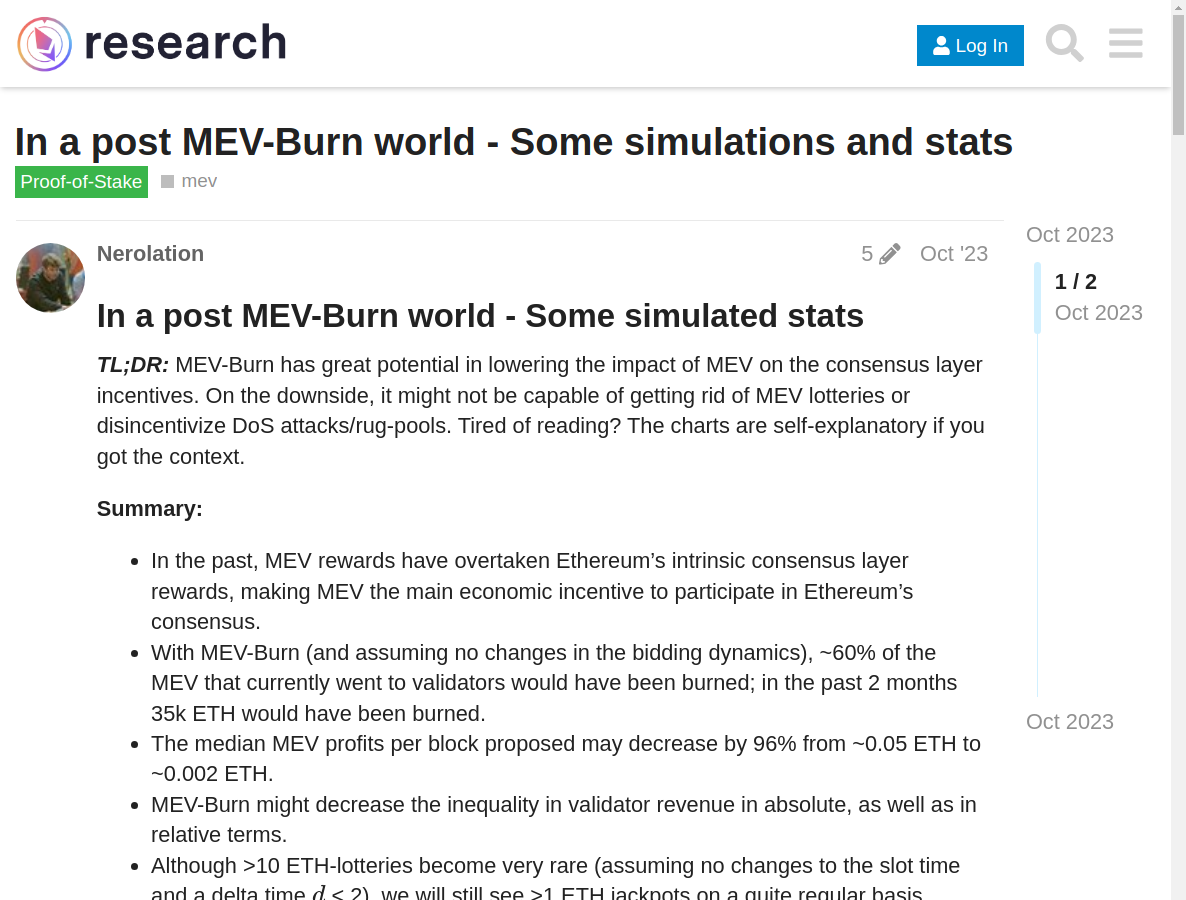 research
Log In
In a post MEV-Burn world - Some simulations and stats
Proof-of-Stake mev
Nerolation 5 Oct '23
Oct 2023
1 / 2
Oct 2023
Oct 2023
In a post MEV-Burn world - Some simulated stats
TL;DR: MEV-Burn has great potential in lowering the impact of MEV on the consensus layer
incentives. On the downside, it might not be capable of getting rid of MEV lotteries or
disincentivize DoS attacks/rug-pools. Tired of reading? The charts are self-explanatory if you
got the context.
Summary:
In the past, MEV rewards have overtaken Ethereum’s intrinsic consensus layer
rewards, making MEV the main economic incentive to participate in Ethereum’s
consensus.
With MEV-Burn (and assuming no changes in the bidding dynamics), ~60% of the
MEV that currently went to validators would have been burned; in the past 2 months
35k ETH would have been burned.
The median MEV profits per block proposed may decrease by 96% from ~0.05 ETH to
~0.002 ETH.
MEV-Burn might decrease the inequality in validator revenue in absolute, as well as in
relative terms.
Although >10 ETH-lotteries become very rare (assuming no changes to the slot time
and a delta time d < 2), we will still see >1 ETH jackpots on a quite regular basis.